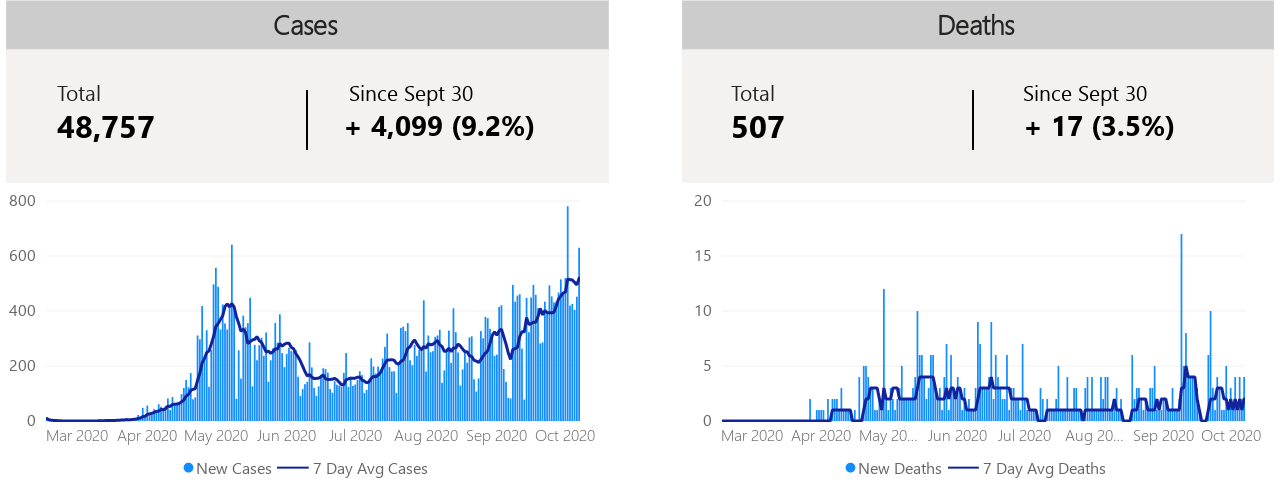 Cases
Total
48,757
Since Sept 30
+ 4,099 (9.2%)
800
600
400
200
0
Mar 2020 Apr 2020 May 2020 Jun 2020 Jul 2020 Aug 2020 Sep 2020 Oct 2020
New Cases 7 Day Avg Cases
Deaths
Total
507
Since Sept 30
+ 17 (3.5%)
20
15
10
5
0
Mar 2020 Apr 2020 May 20... Jun 2020 Jul 2020 Aug 20... Sep 2020 Oct 2020
New Deaths 7 Day Avg Deaths